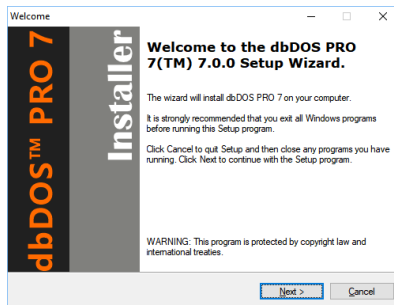 Welcome
dbDOS™ PRO 7
Installer
Welcome to the dbDOS PRO
7(TM) 7.0.0 Setup Wizard.
The wizard will install dbDOS PRO 7 on your computer.
It is strongly recommended that you exit all Windows programs
before running this Setup program.
Click Cancel to quit Setup and then close any programs you have
running. Click Next to continue with the Setup program.
WARNING: This program is protected by copyright law and
international treaties.
Next >
Cancel